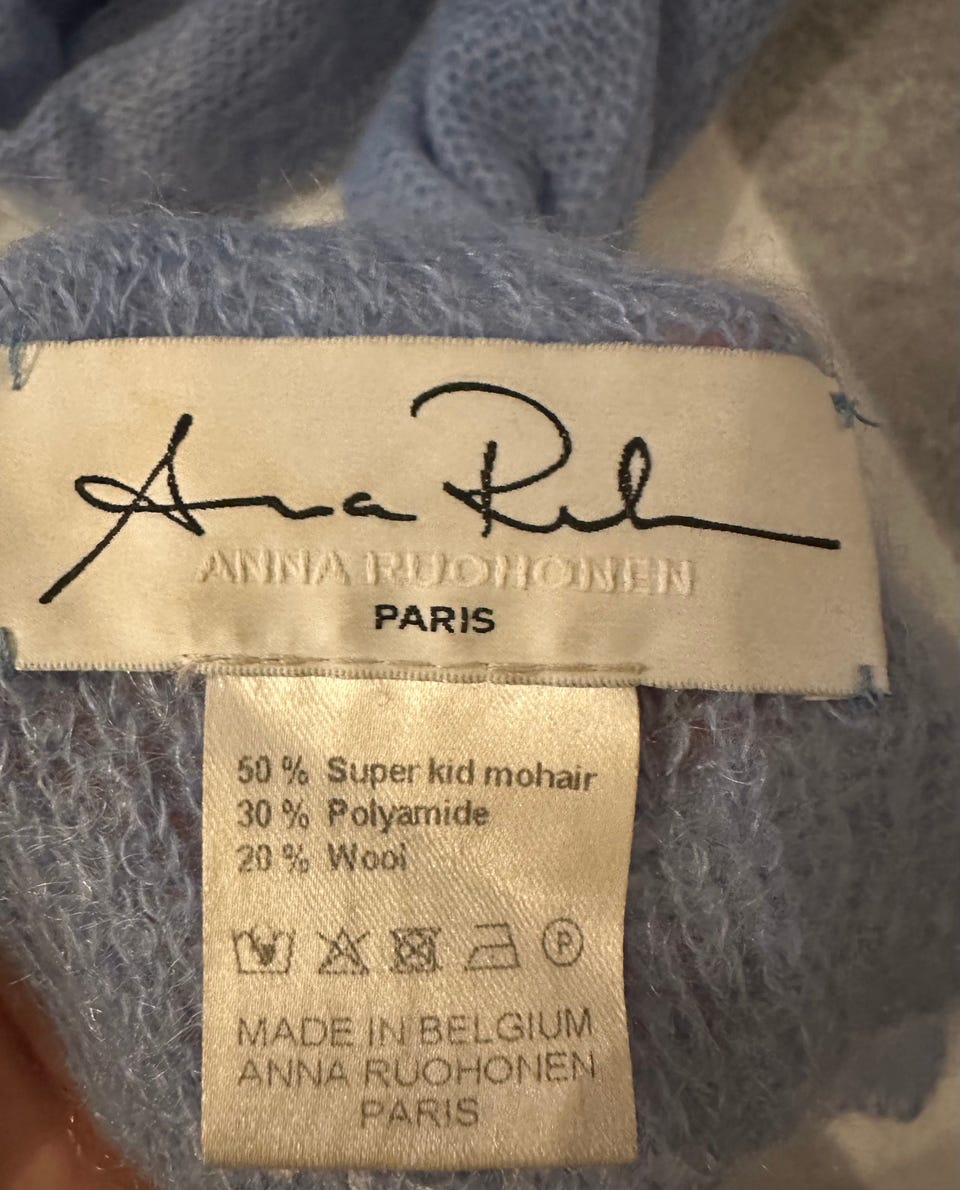 ANNA RUOHONEN
PARIS
50 % Super kid mohair
30 % Polyamide
20 % Wool
P
MADE IN BELGIUM
ANNA RUOHONEN
PARIS